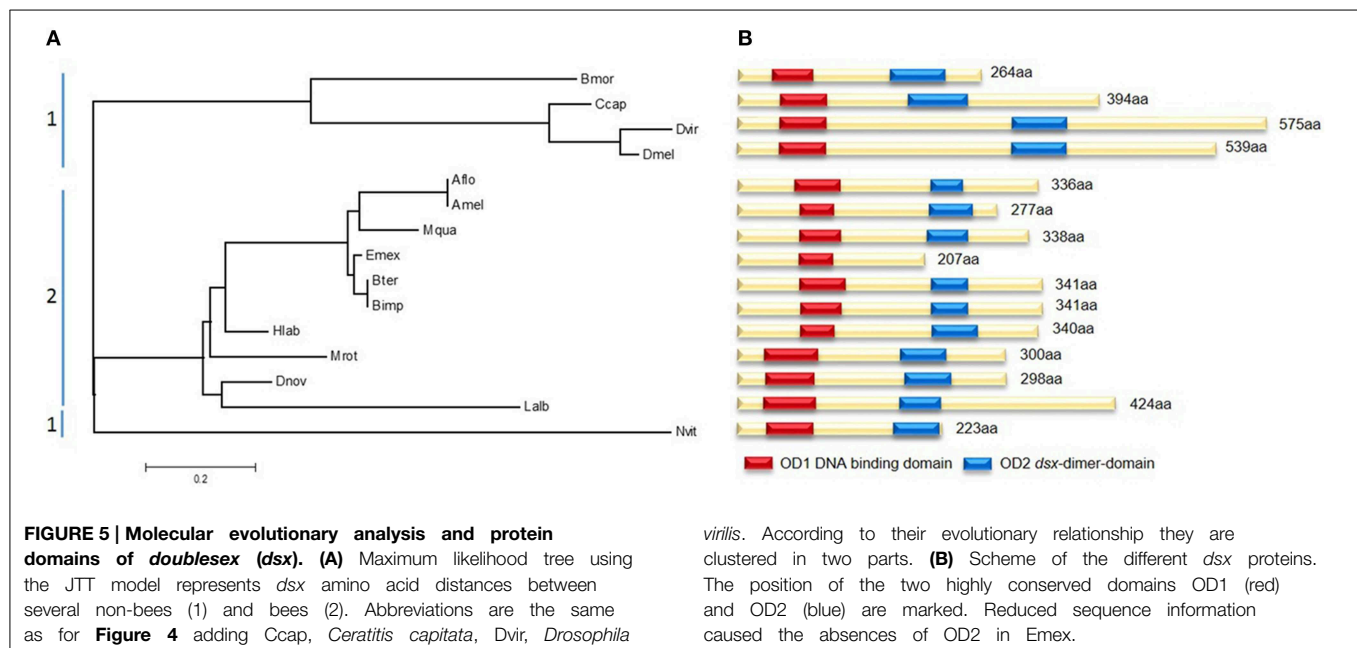 A
B
1
2
1
Bmor
Ccap
Dvir
Dmel
Aflo
Amel
Mqua
Emex
Bter
Bimp
Hlab
Mrot
Dnov
Lalb
Nvit
0.2
264aa
394aa
575aa
539aa
336aa
277aa
338aa
207aa
341aa
341aa
340aa
300aa
298aa
424aa
223aa
OD1 DNA binding domain OD2 dsx-dimer-domain
FIGURE 5 | Molecular evolutionary analysis and protein
domains of doublesex (dsx). (A) Maximum likelihood tree using
the JTT model represents dsx amino acid distances between
several non-bees (1) and bees (2). Abbreviations are the same
as for Figure 4 adding Ccap, Ceratitis capitata, Dvir, Drosophila
virilis. According to their evolutionary relationship they are
clustered in two parts. (B) Scheme of the different dsx proteins.
The position of the two highly conserved domains OD1 (red)
and OD2 (blue) are marked. Reduced sequence information
caused the absences of OD2 in Emex.